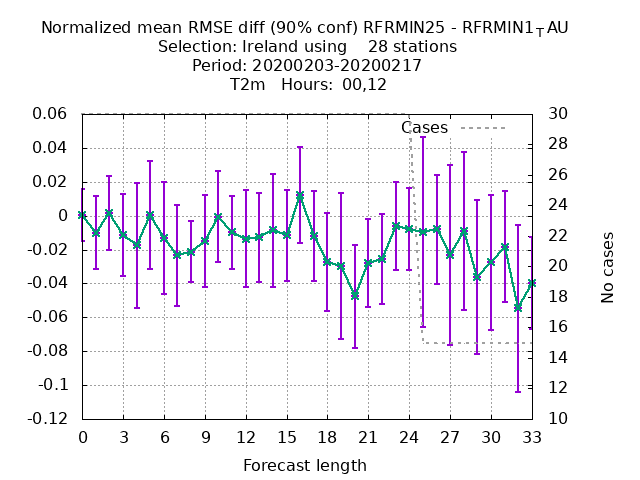 Normalized mean RMSE diff (90% conf) RFRMIN25 - RFRMIN1_TAU
Selection: Ireland using    28 stations
Period: 20200203-20200217
T2m   Hours:  00,12
Cases
0.06
0.04
0.02
0
-0.02
-0.04
-0.06
-0.08
-0.1
-0.12
30
28
26
24
22
20
18
16
14
12
10
No cases
0 3 6 9 12 15 18 21 24 27 30 33
Forecast length